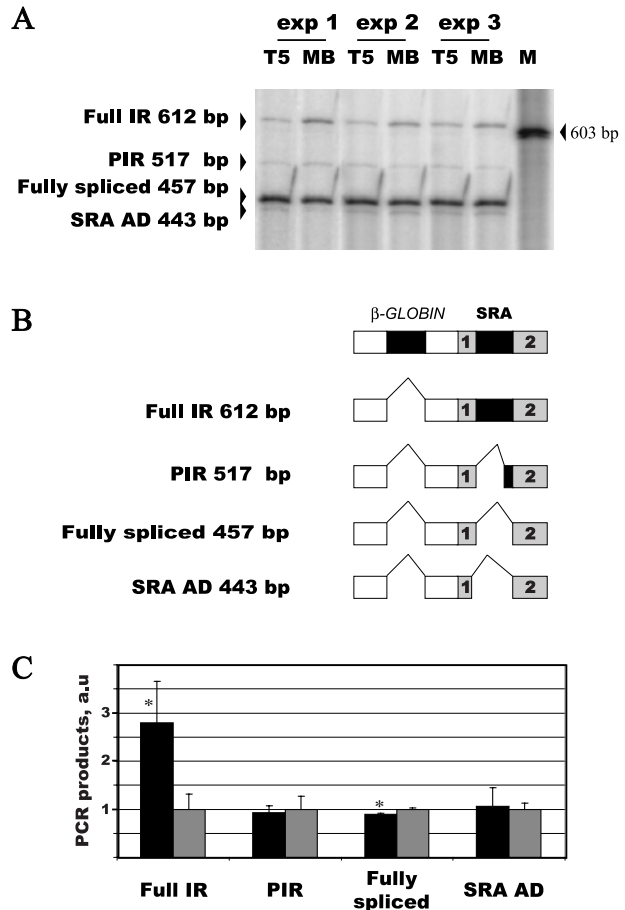 A
exp 1 exp 2 exp 3
T5 MB T5 MB T5 MB M
Full IR 612 bp
603 bp
PIR 517 bp
Fully spliced 457 bp
SRA AD 443 bp
B
β-GLOBIN SRA
1 2
Full IR 612 bp
1 2
PIR 517 bp
1 2
Fully spliced 457 bp
1 2
SRA AD 443 bp
1 2
C
PCR products, a.u
3
2
1
*
*
Full IR PIR Fully spliced SRA AD